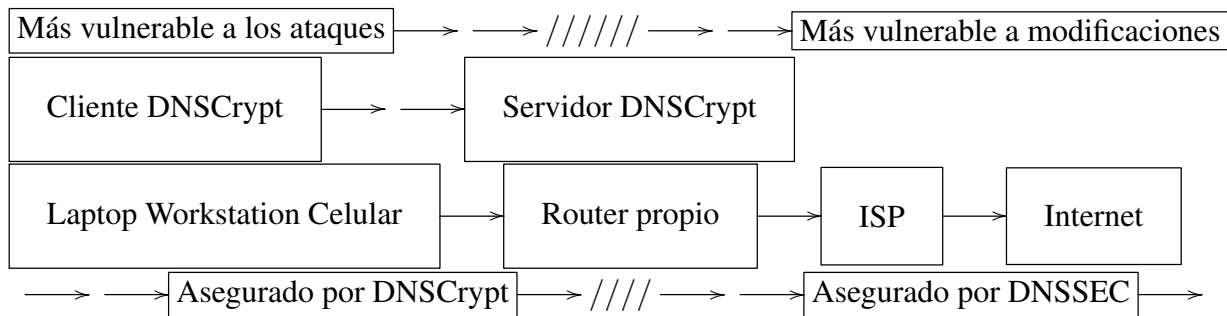 Más vulnerable a los ataques ////// Más vulnerable a modificaciones
Cliente DNSCrypt Servidor DNSCrypt
Laptop Workstation Celular Router propio ISP Internet
Asegurado por DNSCrypt //// Asegurado por DNSSEC